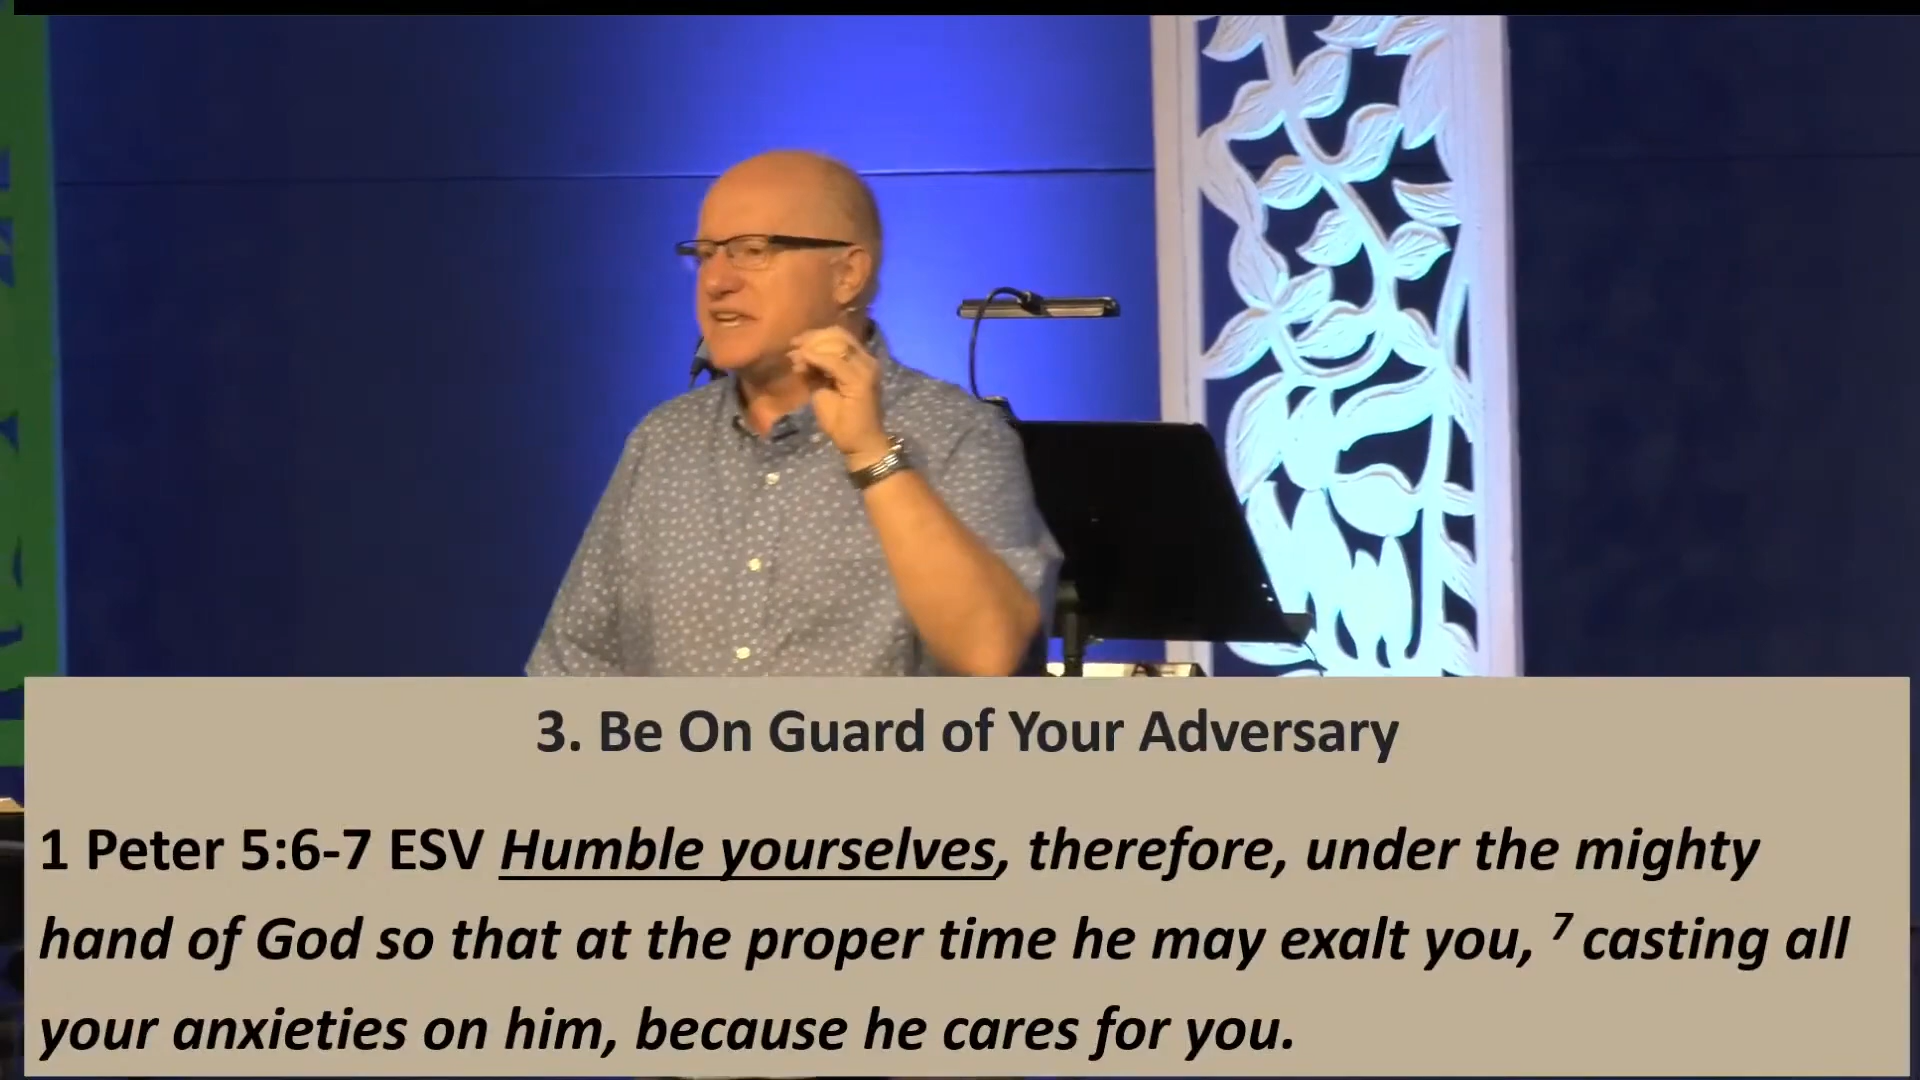 3. Be On Guard of Your Adversary
1 Peter 5:6-7 ESV Humble yourselves, therefore, under the mighty
hand of God so that at the proper time he may exalt you, ⁷ casting all
your anxieties on him, because he cares for you.